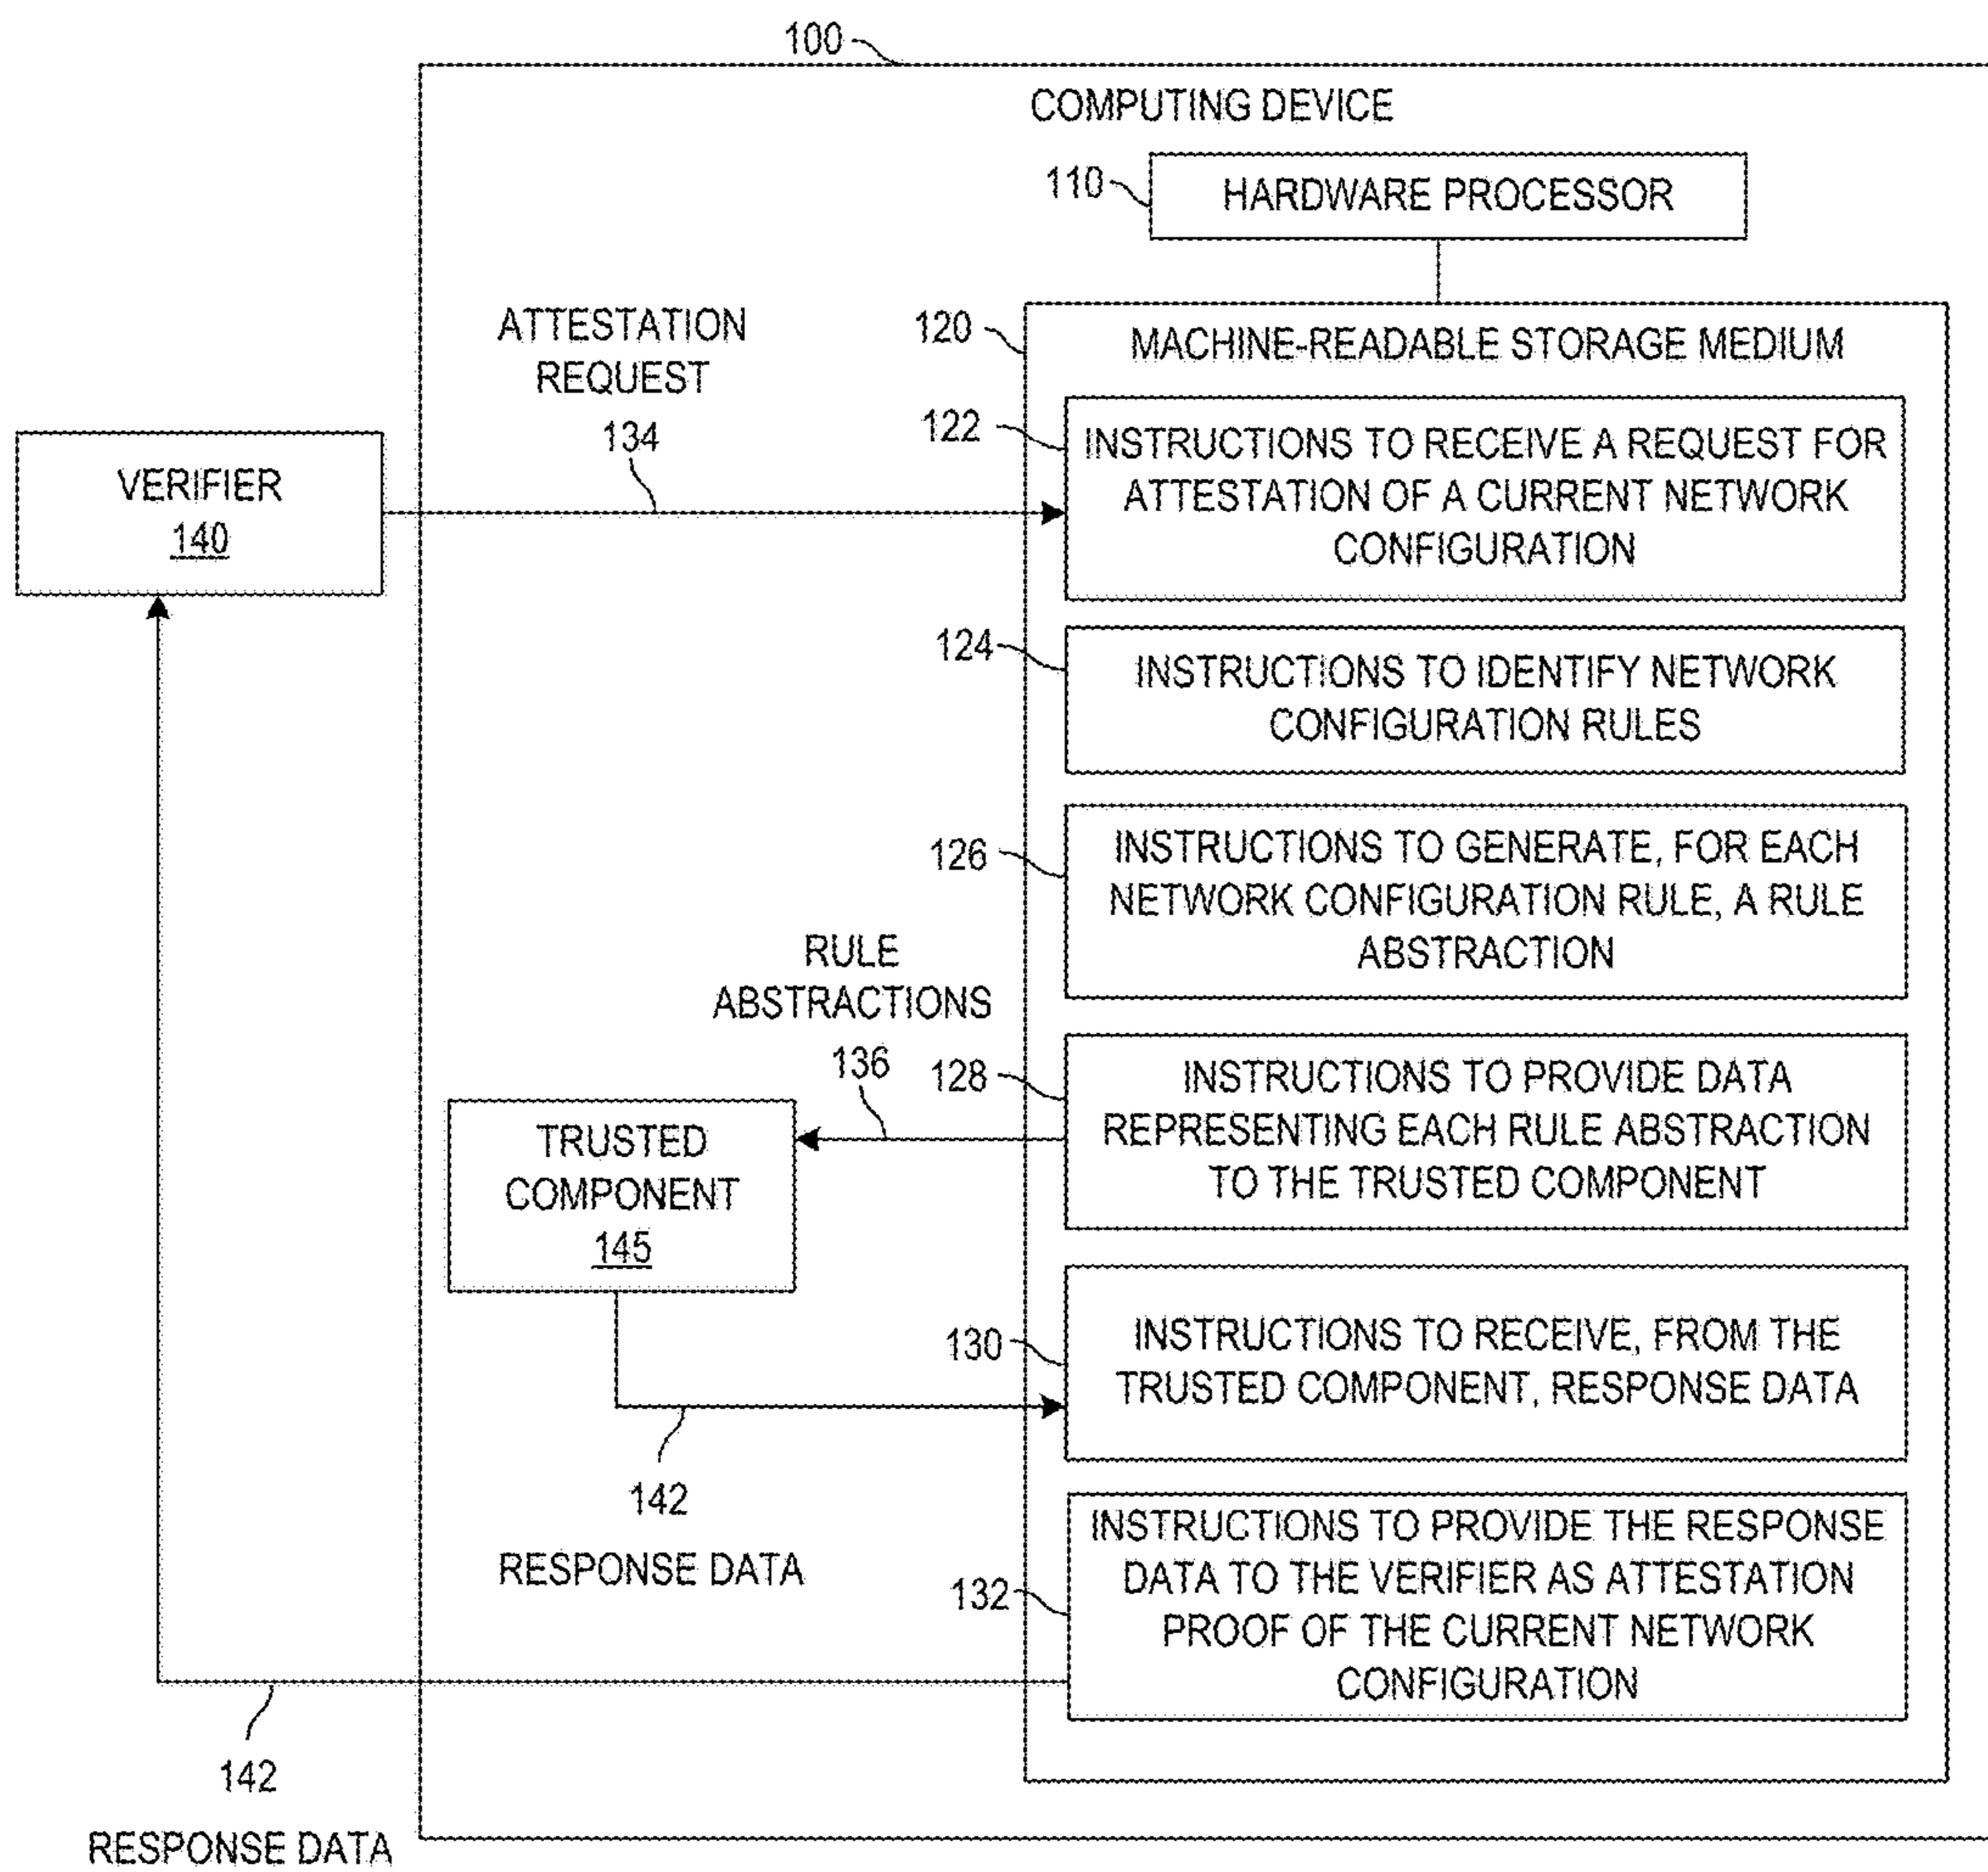 100
COMPUTING DEVICE
110
HARDWARE PROCESSOR
ATTESTATION
REQUEST
134
120
MACHINE-READABLE STORAGE MEDIUM
122
INSTRUCTIONS TO RECEIVE A REQUEST FOR
ATTESTATION OF A CURRENT NETWORK
CONFIGURATION
VERIFIER
140
124
INSTRUCTIONS TO IDENTIFY NETWORK
CONFIGURATION RULES
126
INSTRUCTIONS TO GENERATE, FOR EACH
NETWORK CONFIGURATION RULE, A RULE
ABSTRACTION
RULE
ABSTRACTIONS
136
128
INSTRUCTIONS TO PROVIDE DATA
REPRESENTING EACH RULE ABSTRACTION
TO THE TRUSTED COMPONENT
TRUSTED
COMPONENT
145
130
INSTRUCTIONS TO RECEIVE, FROM THE
TRUSTED COMPONENT, RESPONSE DATA
142
RESPONSE DATA
132
INSTRUCTIONS TO PROVIDE THE RESPONSE
DATA TO THE VERIFIER AS ATTESTATION
PROOF OF THE CURRENT NETWORK
CONFIGURATION
142
RESPONSE DATA